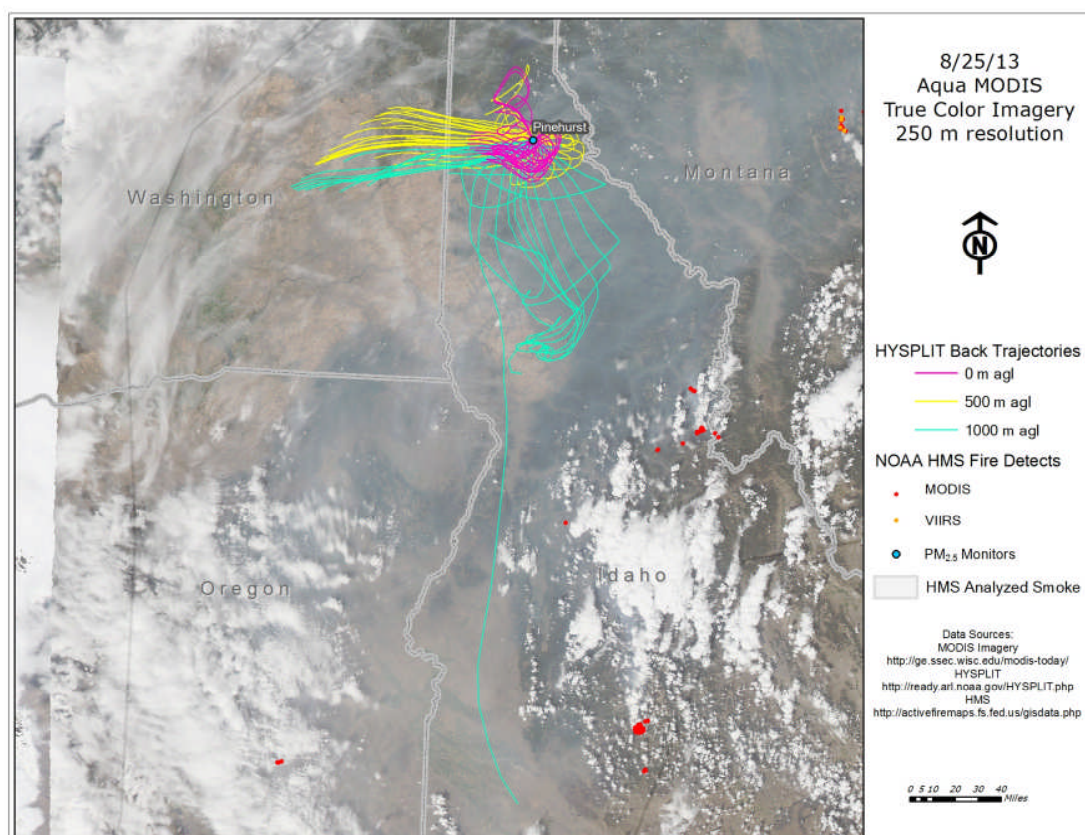 8/25/13
Aqua MODIS
True Color Imagery
250 m resolution
Pinehurst
Washington
Montana
Oregon
Idaho
N
HYSPLIT Back Trajectories
0 m agl
500 m agl
1000 m agl
NOAA HMS Fire Detects
MODIS
VIIRS
PM2.5 Monitors
HMS Analyzed Smoke
Data Sources:
MODIS Imagery
http://ge.ssec.wisc.edu/modis-today/
HYSPLIT
http://ready.arl.noaa.gov/HYSPLIT.php
HMS
http://activefiremaps.fs.fed.us/gisdata.php
0 5 10 20 30 40
Miles